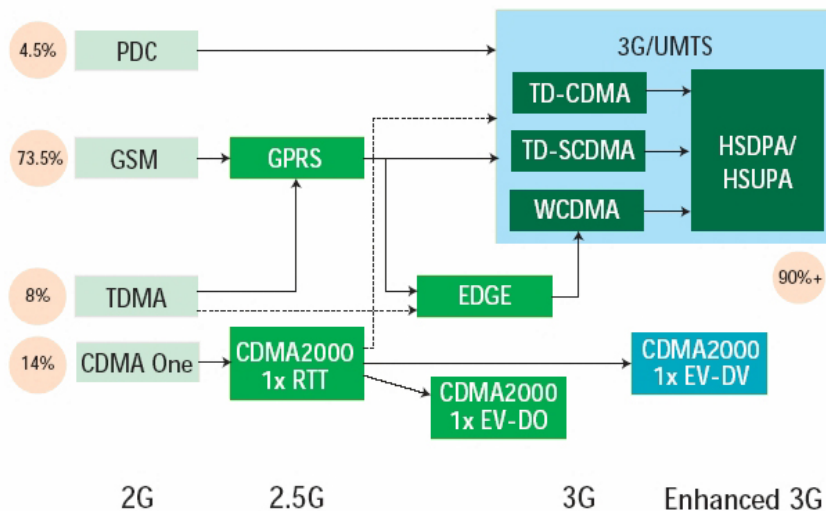 4.5%
PDC
3G/UMTS
TD-CDMA
73.5%
GSM
GPRS
TD-SCDMA
HSDPA/
HSUPA
WCDMA
8%
TDMA
EDGE
90%+
14%
CDMA One
CDMA2000
1x RTT
CDMA2000
1x EV-DO
CDMA2000
1x EV-DV
2G
2.5G
3G
Enhanced 3G